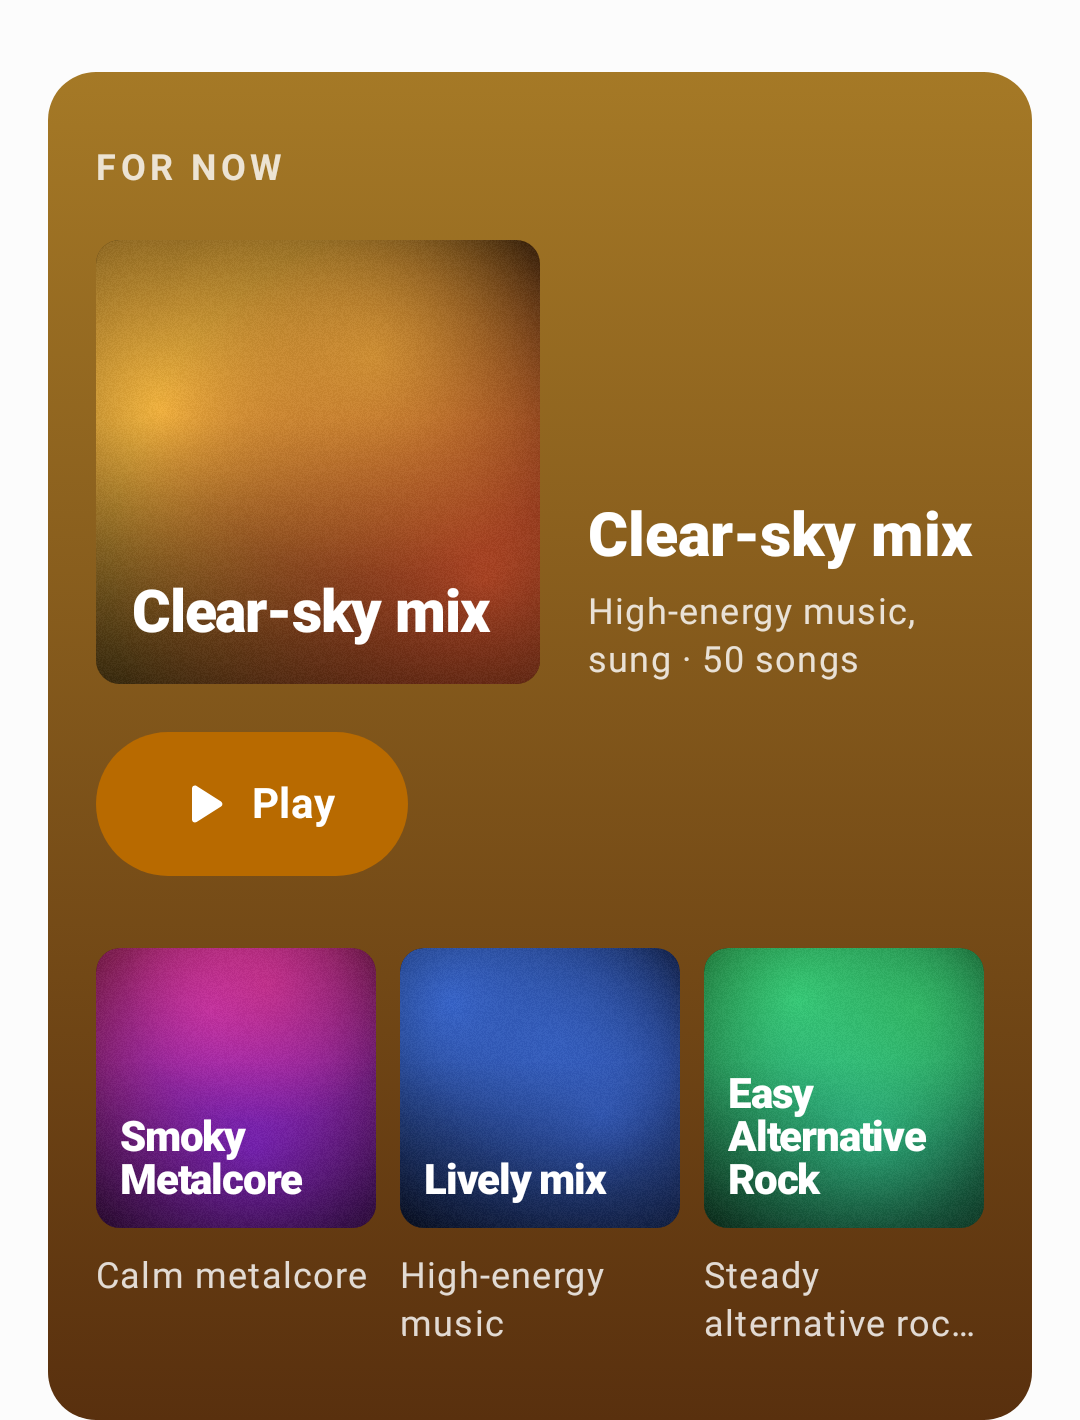 FOR NOW
Clear-sky mix
Clear-sky mix
High-energy music,
sung · 50 songs
Play
Smoky
Metalcore
Lively mix
Easy
Alternative
Rock
Calm metalcore
High-energy
music
Steady
alternative roc…